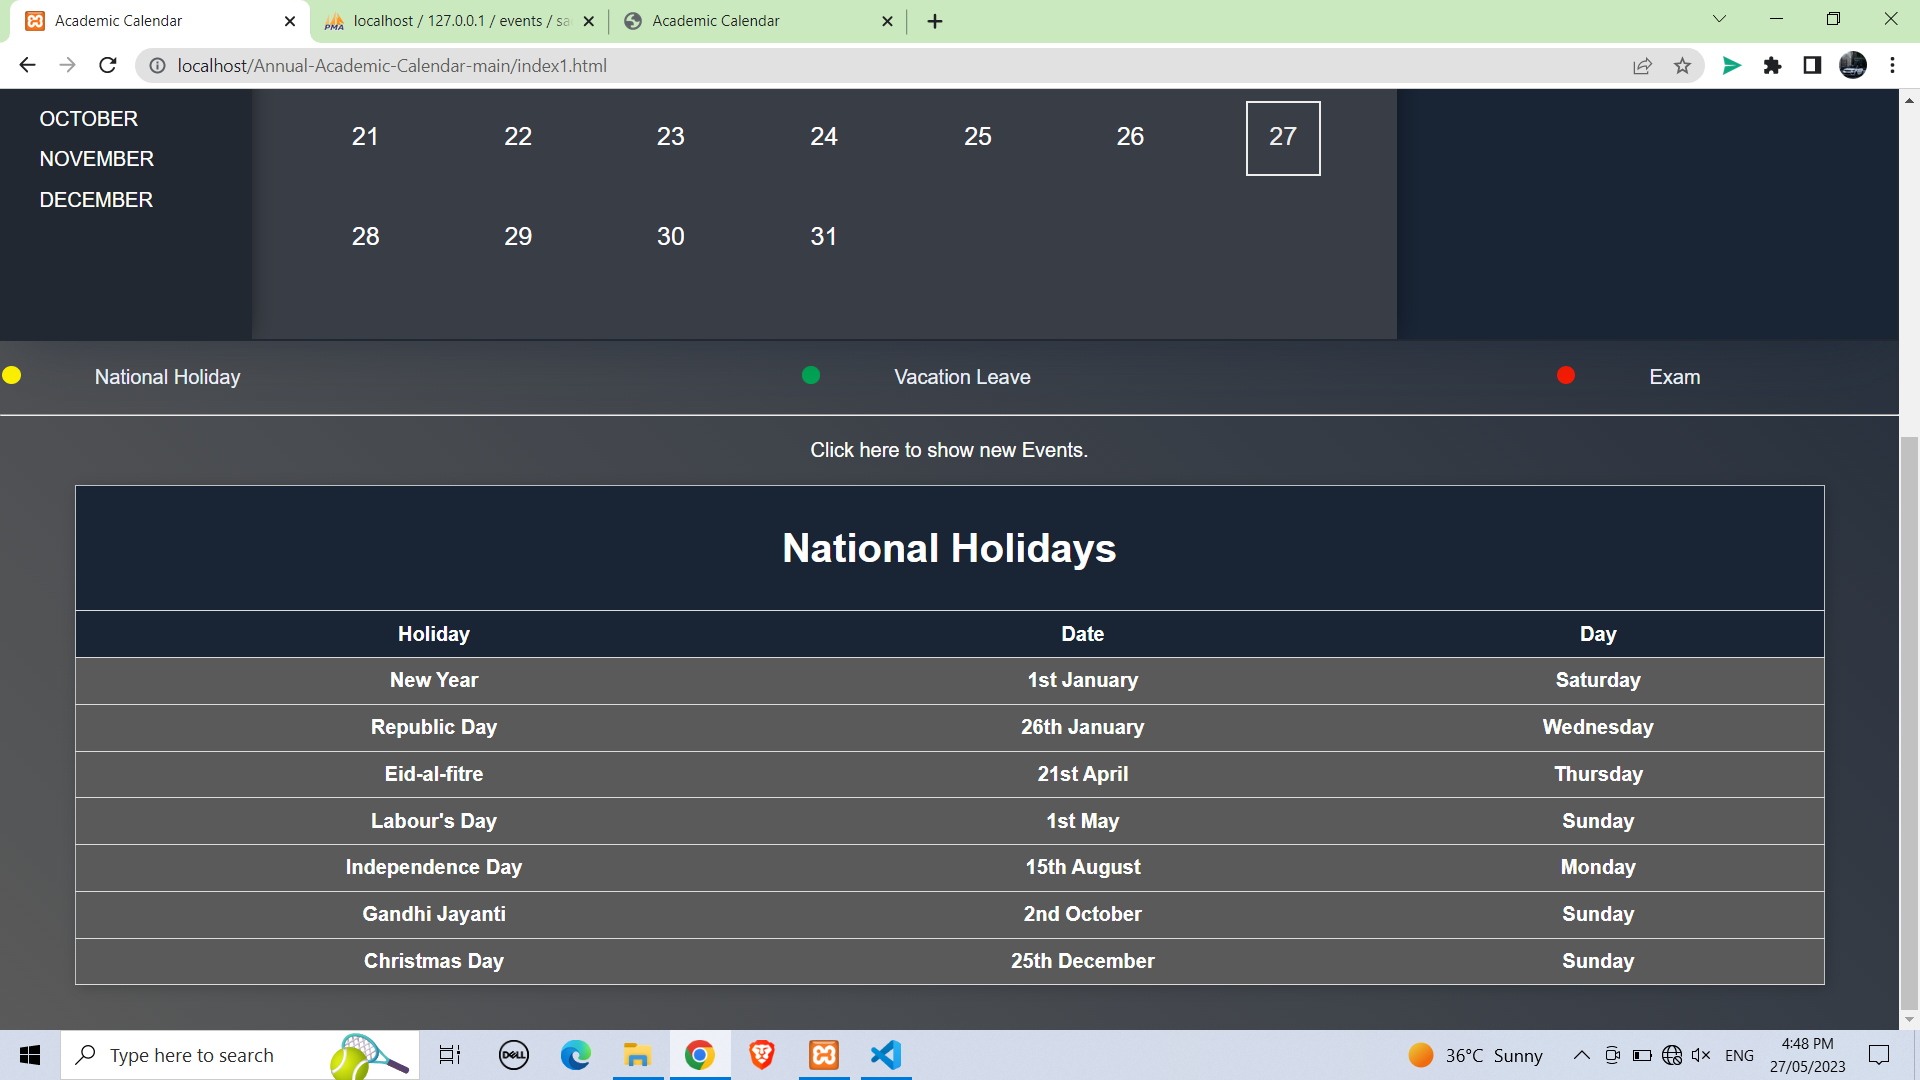 Academic Calendar
localhost / 127.0.0.1 / events / sa
Academic Calendar
localhost/Annual-Academic-Calendar-main/index1.html
OCTOBER
NOVEMBER
DECEMBER
21 22 23 24 25 26 27
28 29 30 31
National Holiday Vacation Leave Exam
Click here to show new Events.
National Holidays
Holiday Date Day
New Year 1st January Saturday
Republic Day 26th January Wednesday
Eid-al-fitre 21st April Thursday
Labour's Day 1st May Sunday
Independence Day 15th August Monday
Gandhi Jayanti 2nd October Sunday
Christmas Day 25th December Sunday
Type here to search
DELL
36°C Sunny
ENG
4:48 PM
27/05/2023